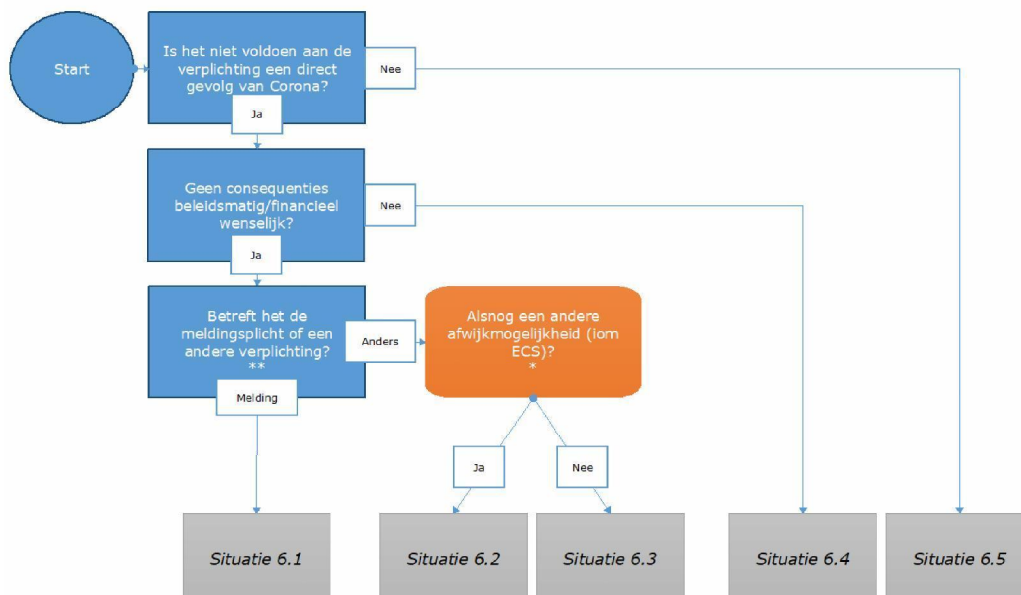 Start
Is het niet voldoen aan de
verplichting een direct
gevolg van Corona?
Nee
Ja
Geen consequenties
beleidsmatig/financieel
wenselijk?
Nee
Ja
Betreft het de
meldingsplicht of een
andere verplichting?
**
Anders
Melding
Alsnog een andere
afwijkmogelijkheid (iom
ECS)?
*
Ja
Nee
Situatie 6.1
Situatie 6.2
Situatie 6.3
Situatie 6.4
Situatie 6.5